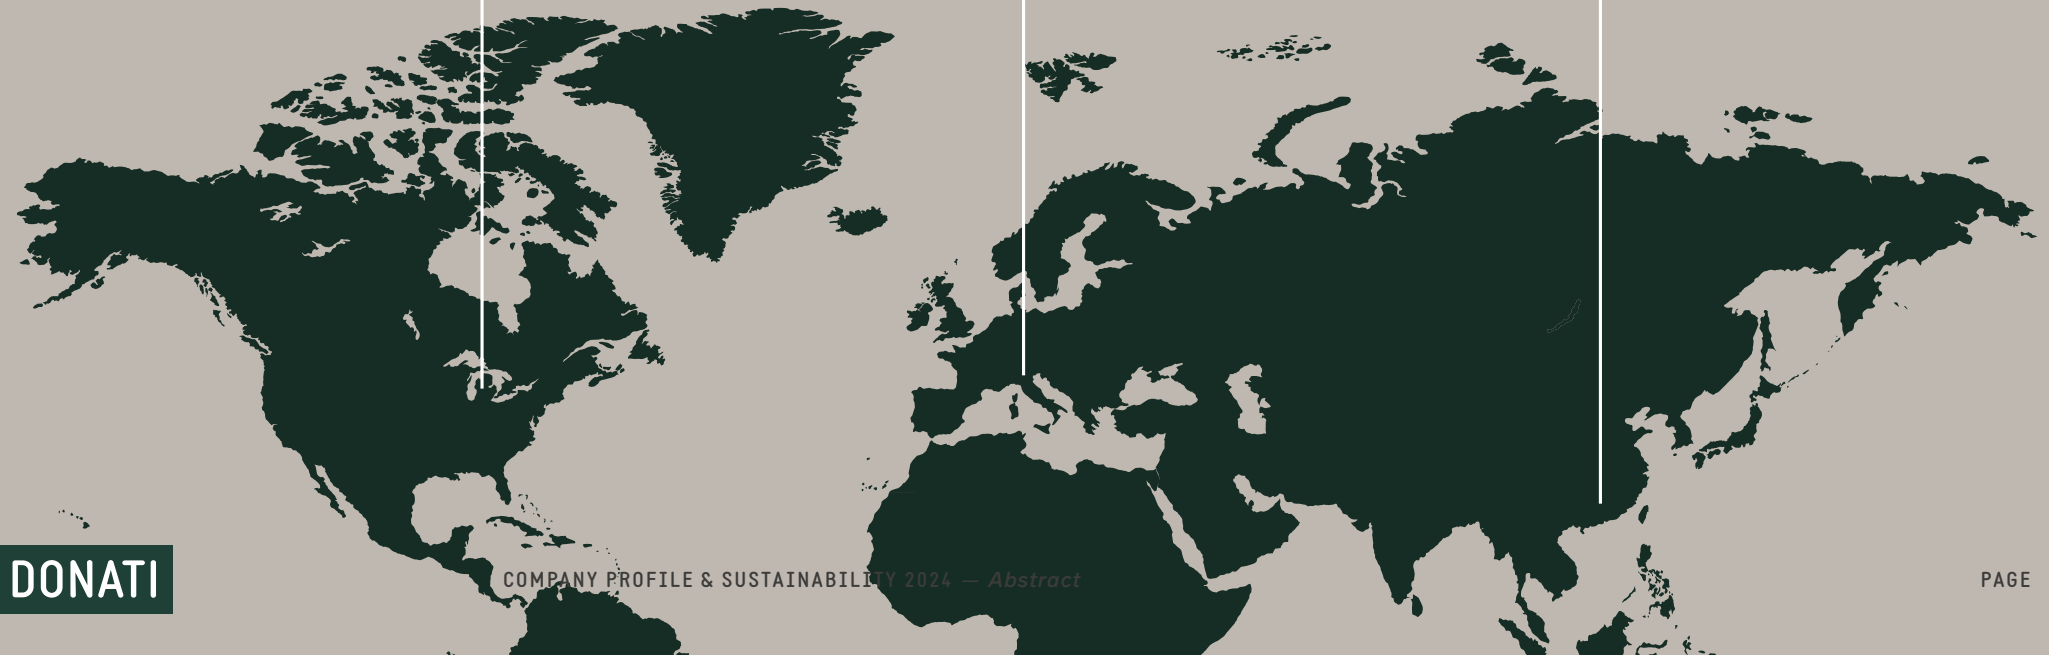 DONATI
COMPANY PROFILE & SUSTAINABILITY 2024 — Abstract
PAGE